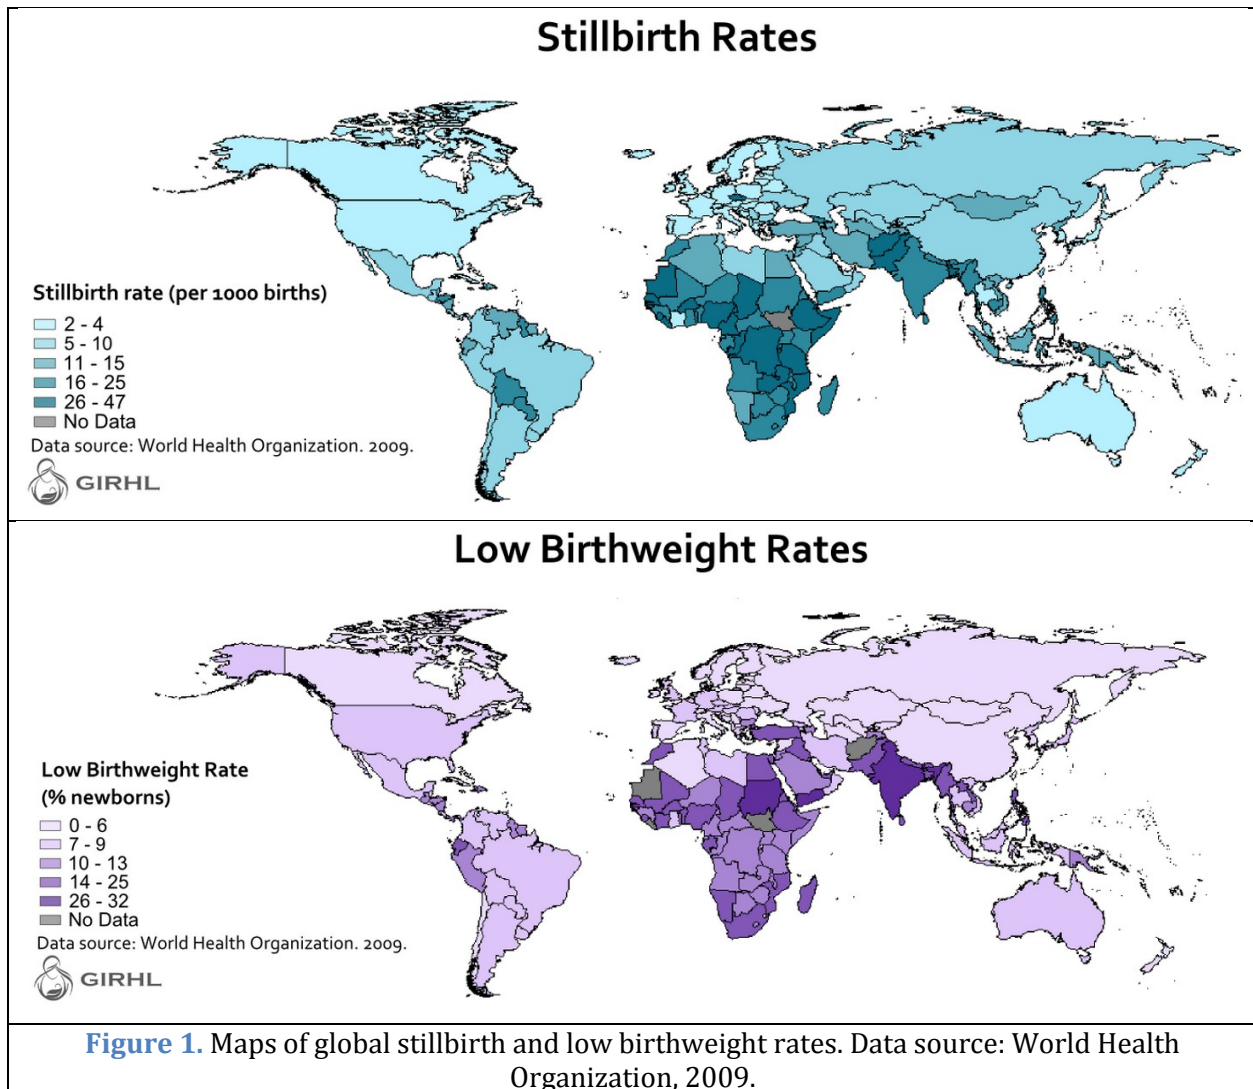 Stillbirth Rates
Stillbirth rate (per 1000 births)
2 - 4
5 - 10
11 - 15
16 - 25
26 - 47
No Data
Data source: World Health Organization. 2009.
GIRHL
Low Birthweight Rates
Low Birthweight Rate
(% newborns)
0 - 6
7 - 9
10 - 13
14 - 25
26 - 32
No Data
Data source: World Health Organization. 2009.
GIRHL
Figure 1. Maps of global stillbirth and low birthweight rates. Data source: World Health
Organization, 2009.